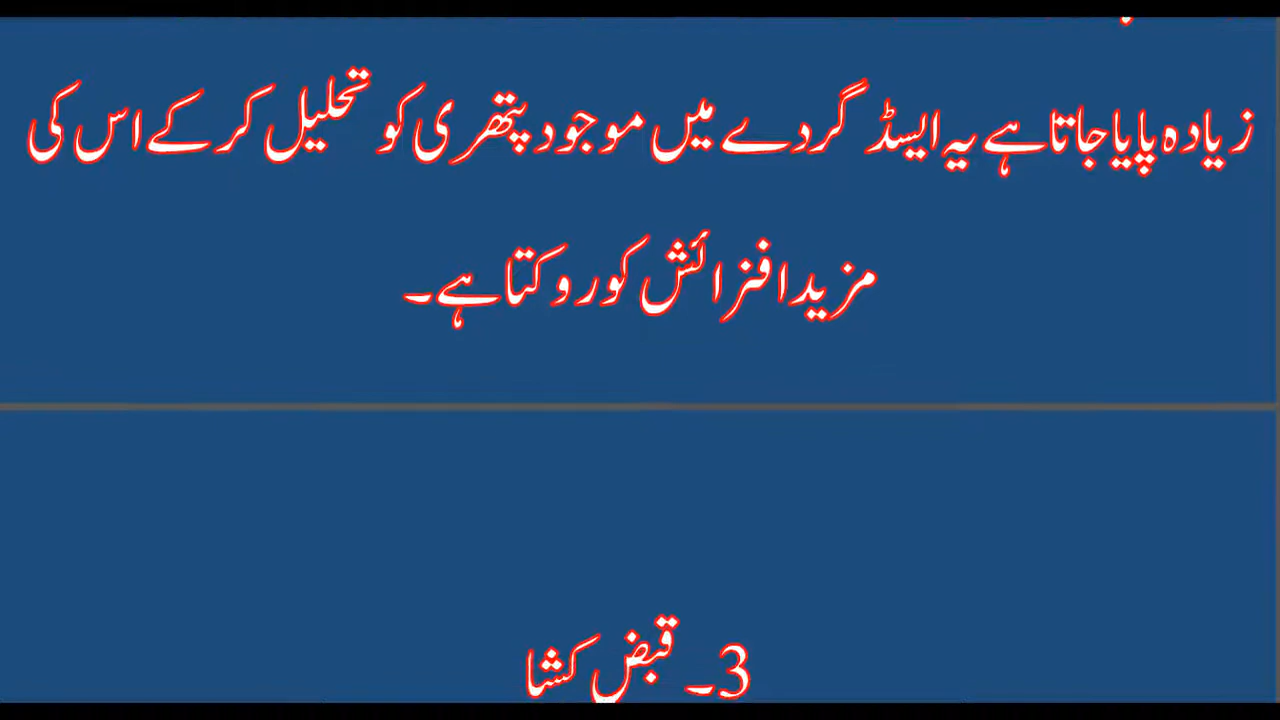 زیادہ پایا جاتا ہے یہ ایسڈ گردے میں موجود پتھری کو تحلیل کر کے اس کی
مزید افزائش کو روکتا ہے۔
3۔ قبض کشا